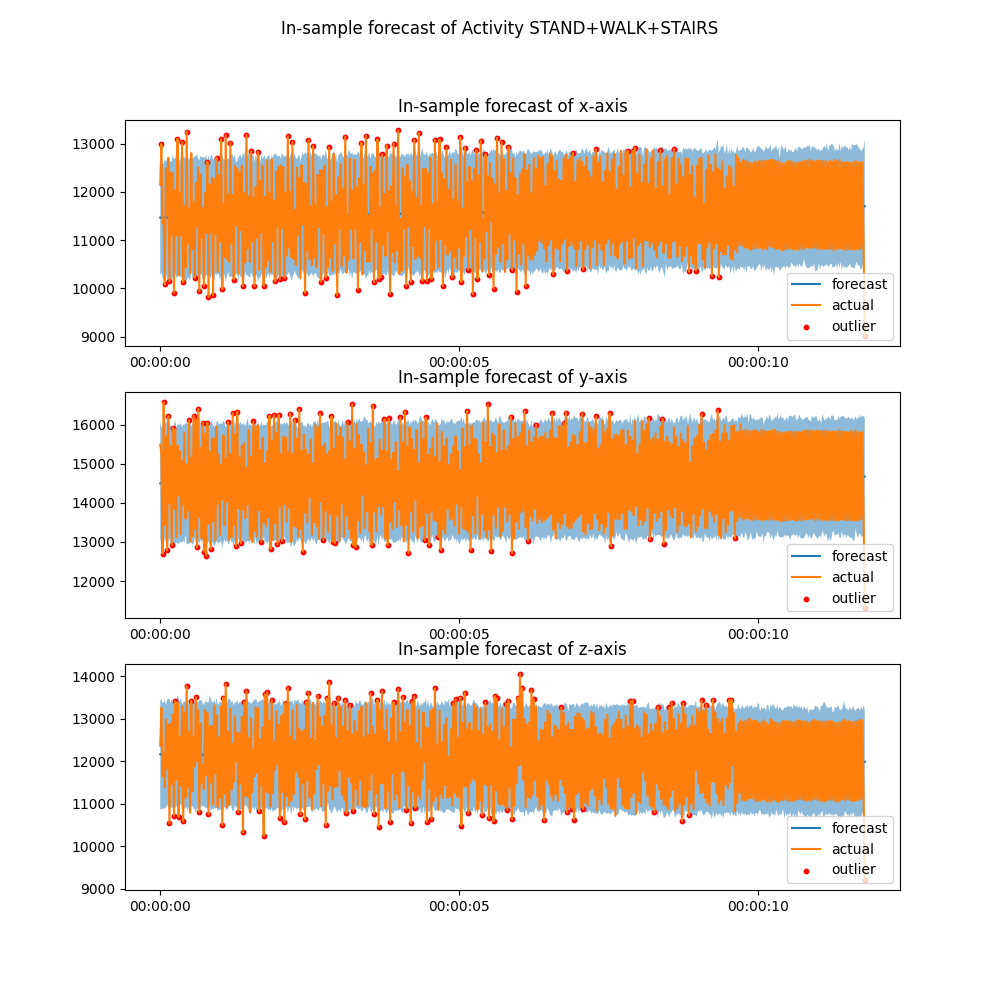 In-sample forecast of Activity STAND+WALK+STAIRS
In-sample forecast of x-axis
13000
12000
11000
10000
9000
forecast
actual
outlier
00:00:00 00:00:05 00:00:10
In-sample forecast of y-axis
16000
15000
14000
13000
12000
forecast
actual
outlier
00:00:00 00:00:05 00:00:10
In-sample forecast of z-axis
14000
13000
12000
11000
10000
9000
forecast
actual
outlier
00:00:00 00:00:05 00:00:10